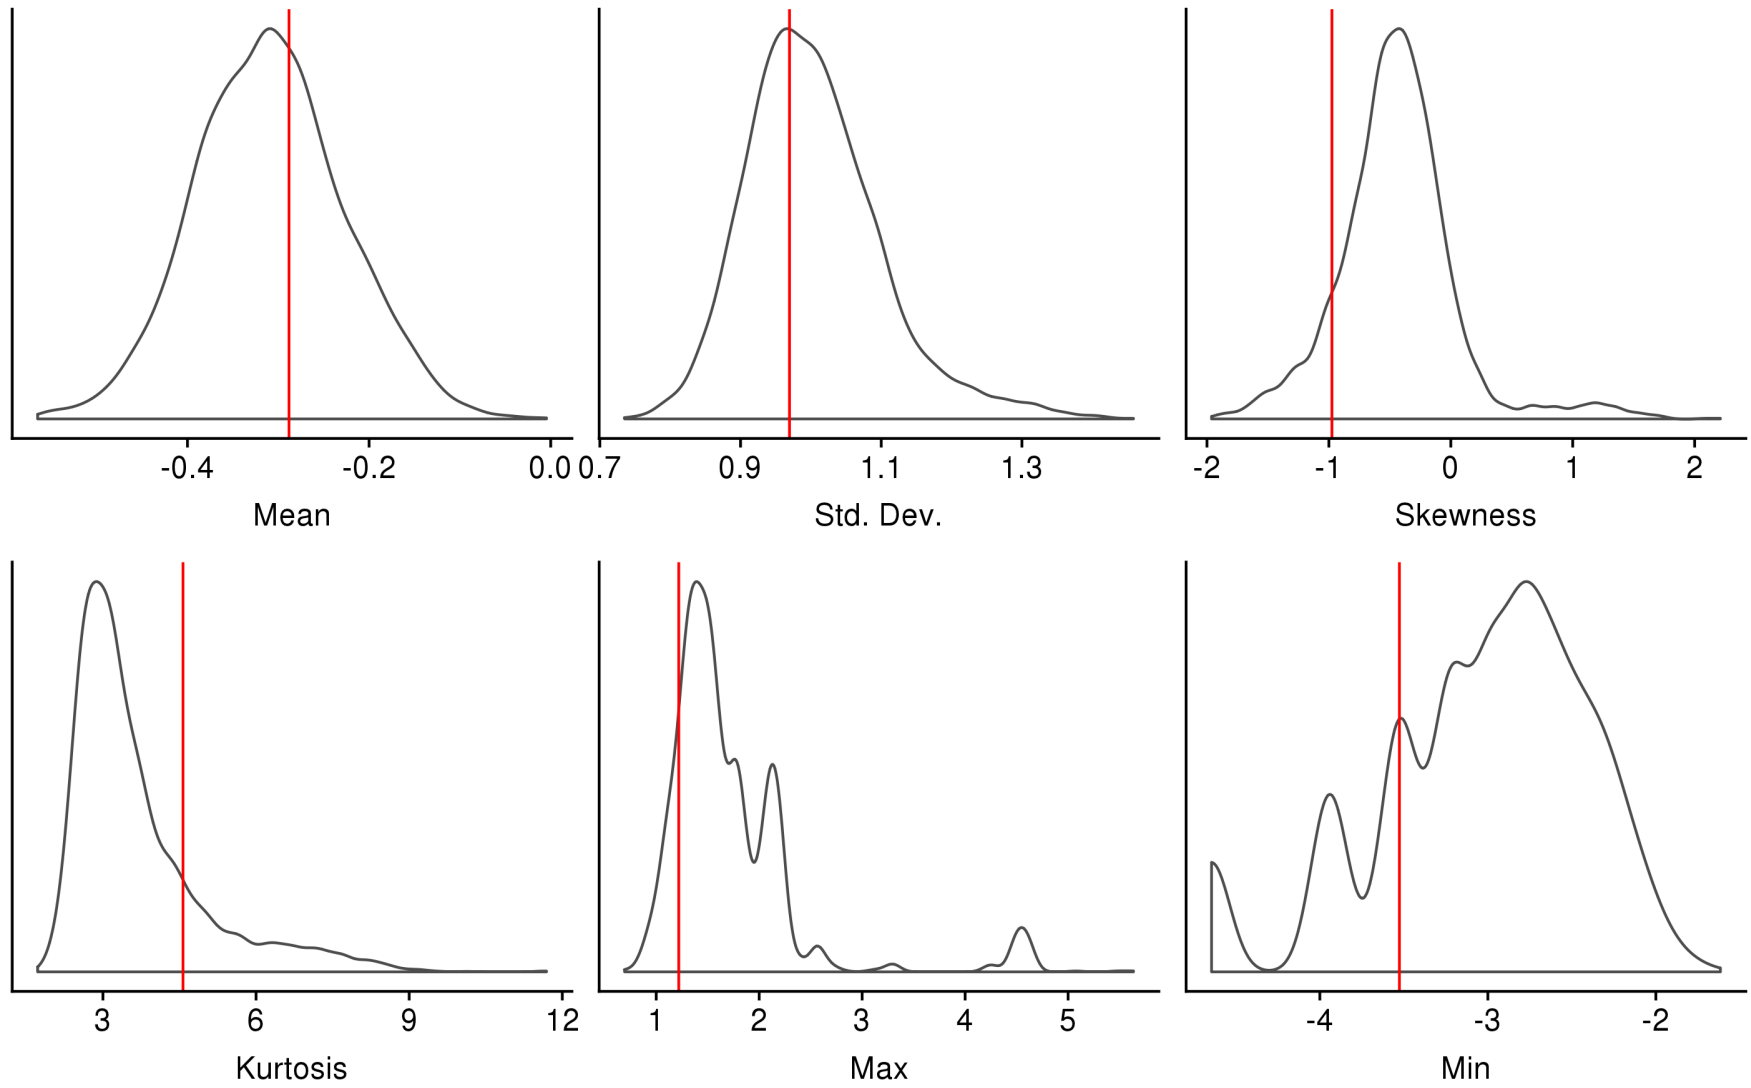 -0.4 -0.2 0.0 0.7 0.9 1.1 1.3 -2 -1 0 1 2
Mean Std. Dev. Skewness
3 6 9 12 1 2 3 4 5 -4 -3 -2
Kurtosis Max Min